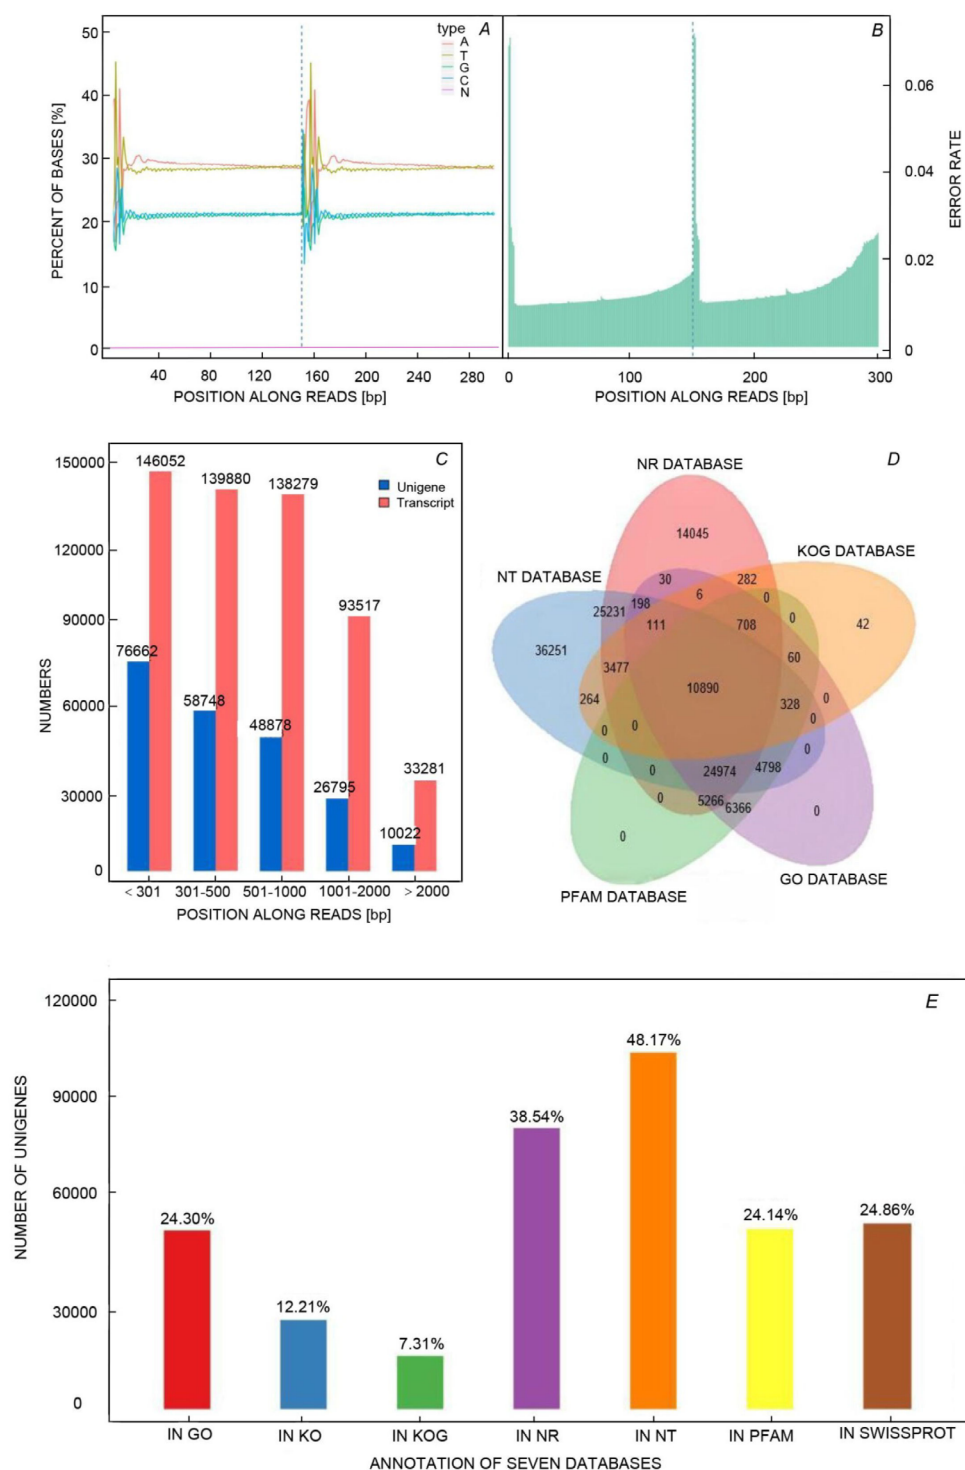 50%
40
30
20
10
0
PERCENT OF BASES [%]
type
A
T
G
C
N
A
40 80 120 160 200 240 280
POSITION ALONG READS [bp]
B
0.06
0.04
0.02
0
ERROR RATE
0 100 200 300
POSITION ALONG READS [bp]
C
150000
120000
90000
60000
30000
0
NUMBERS
Unigene
Transcript
146052
139880
138279
93517
76662
58748
48878
26795
33281
10022
< 301 301-500 501-1000 1001-2000 > 2000
POSITION ALONG READS [bp]
D
NR DATABASE
KOG DATABASE
NT DATABASE
14045
30
282
6
0
198
25231
0
111
708
42
36251
60
3477
10890
264
328
0
0
0
0
0
0
0
24974
4798
0
5266
6366
0
0
GO DATABASE
PFAM DATABASE
E
120000
90000
60000
30000
0
NUMBER OF UNIGENES
24.30%
12.21%
7.31%
38.54%
48.17%
24.14%
24.86%
IN GO IN KO IN KOG IN NR IN NT IN PFAM IN SWISSPROT
ANNOTATION OF SEVEN DATABASES